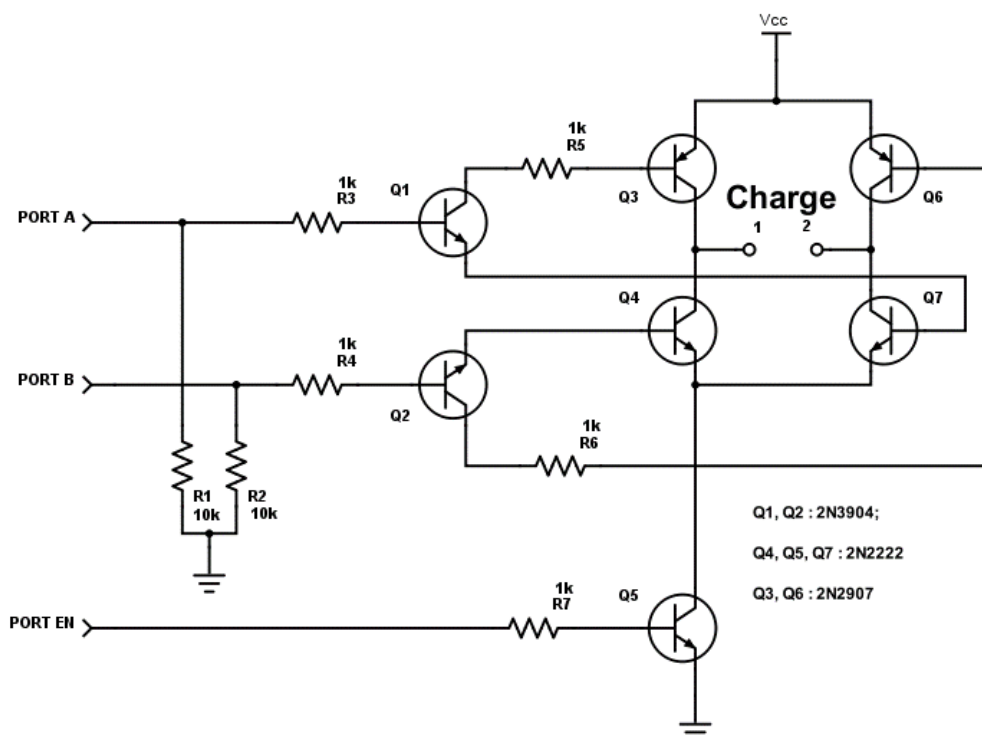 Vcc
1k
R5
1k
R3
Q1
Q3
Q6
Charge
1
2
PORT A
Q4
Q7
1k
R4
PORT B
Q2
1k
R6
R1
10k
R2
10k
Q1, Q2 : 2N3904;
Q4, Q5, Q7 : 2N2222
Q3, Q6 : 2N2907
1k
R7
Q5
PORT EN